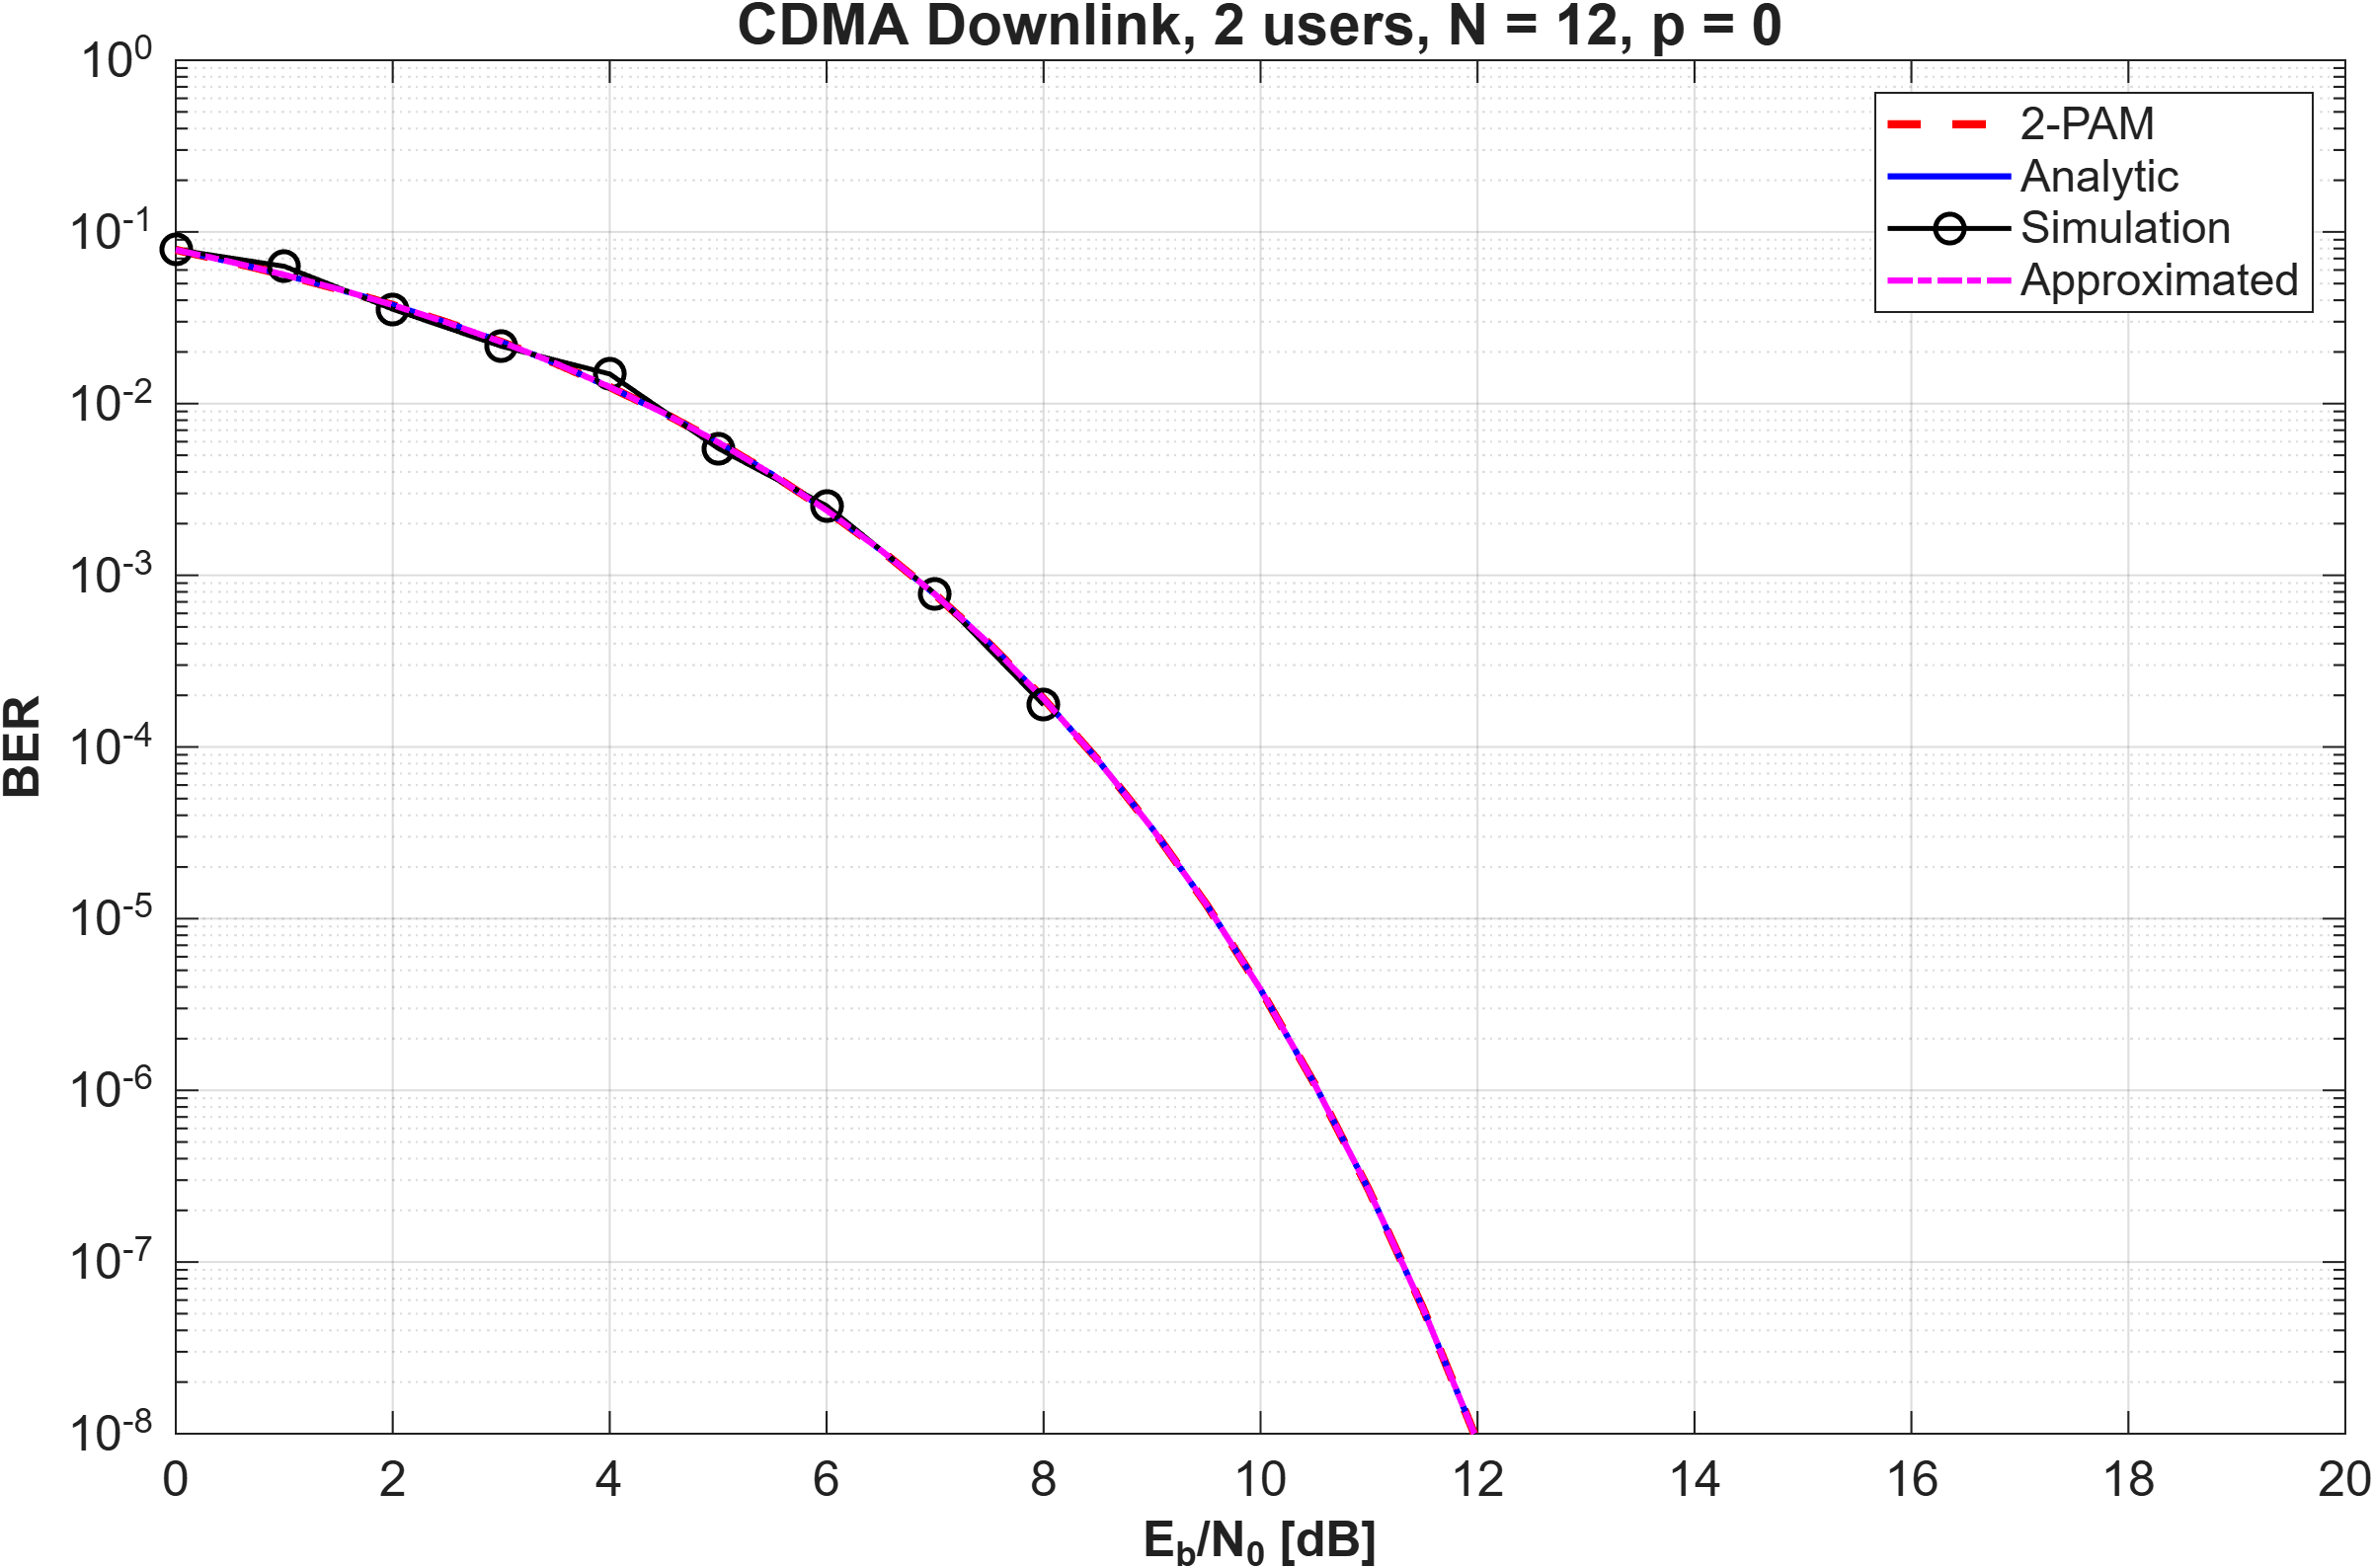 CDMA Downlink, 2 users, N = 12, p = 0
10^0
10^-1
10^-2
10^-3
10^-4
10^-5
10^-6
10^-7
10^-8
BER
2-PAM
Analytic
Simulation
Approximated
0 2 4 6 8 10 12 14 16 18 20
E_b/N_0 [dB]